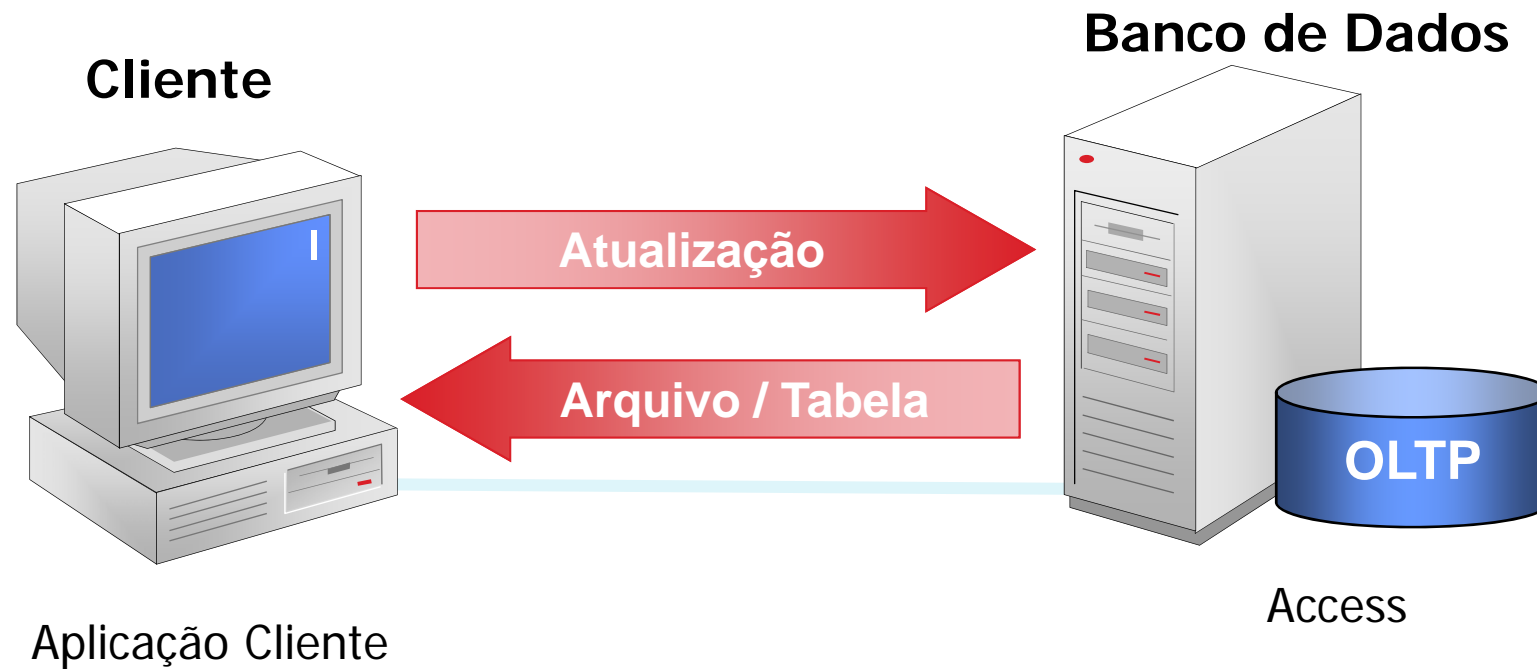 Cliente
Banco de Dados
Atualização
Arquivo / Tabela
OLTP
Aplicação Cliente
Access